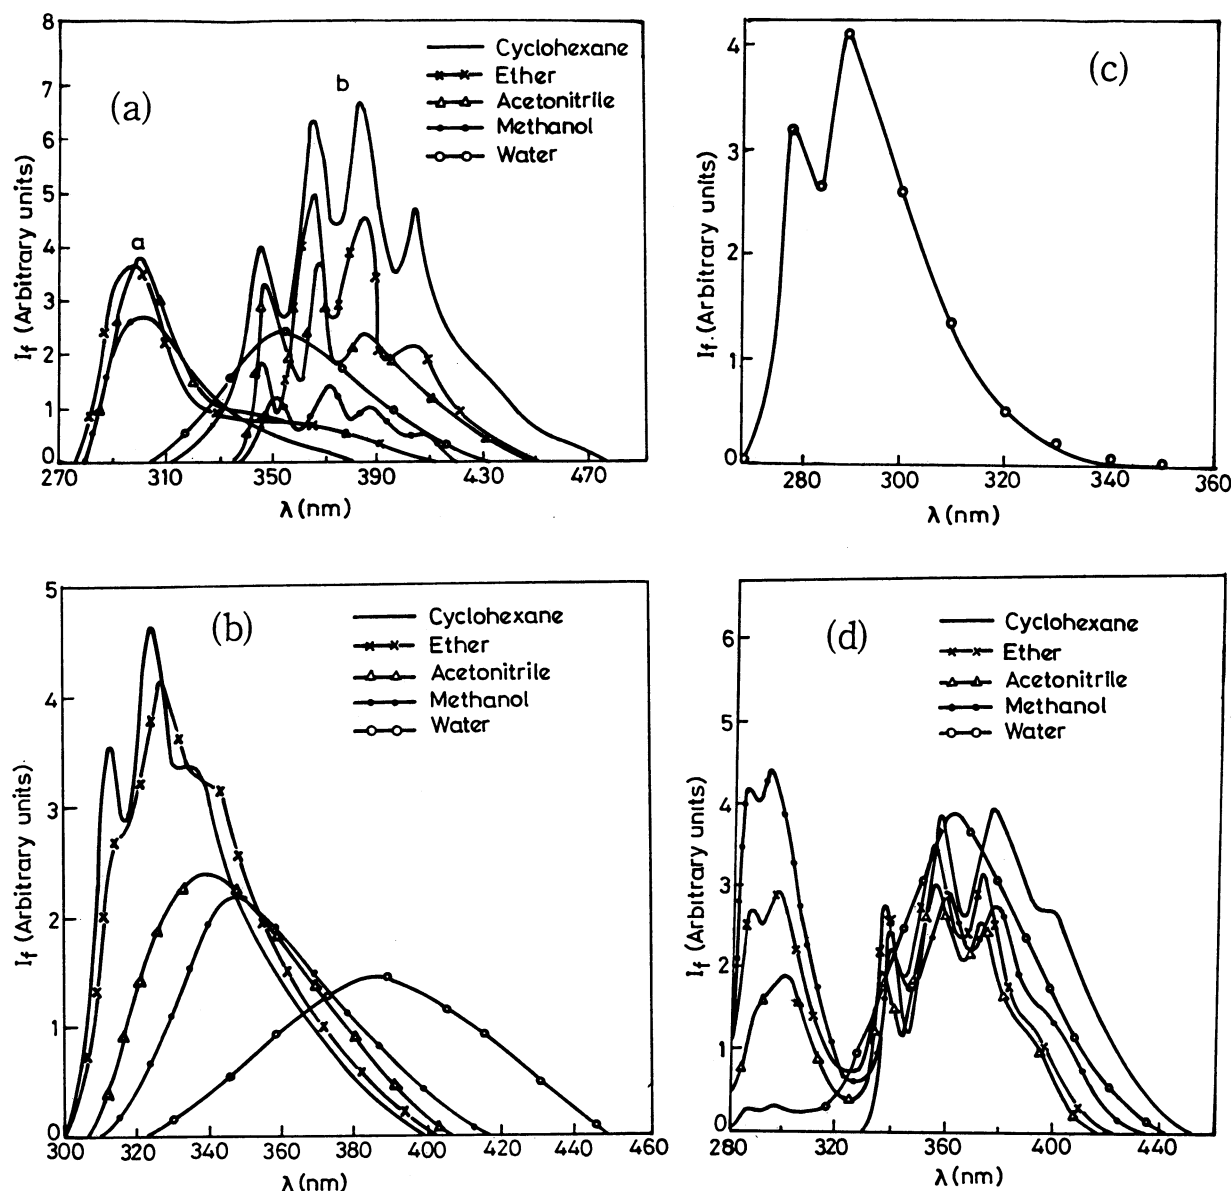 (a)
b
a
Cyclohexane
Ether
Acetonitrile
Methanol
Water
8
7
6
5
4
3
2
1
0
If (Arbitrary units)
270 310 350 390 430 470
λ (nm)
(c)
4
3
2
1
0
If. (Arbitrary units)
280 300 320 340 360
λ (nm)
(b)
Cyclohexane
Ether
Acetonitrile
Methanol
Water
5
4
3
2
1
0
If (Arbitrary units)
300 320 340 360 380 400 420 440 460
λ (nm)
(d)
Cyclohexane
Ether
Acetonitrile
Methanol
Water
6
5
4
3
2
1
0
If (Arbitrary units)
280 320 360 400 440
λ (nm)